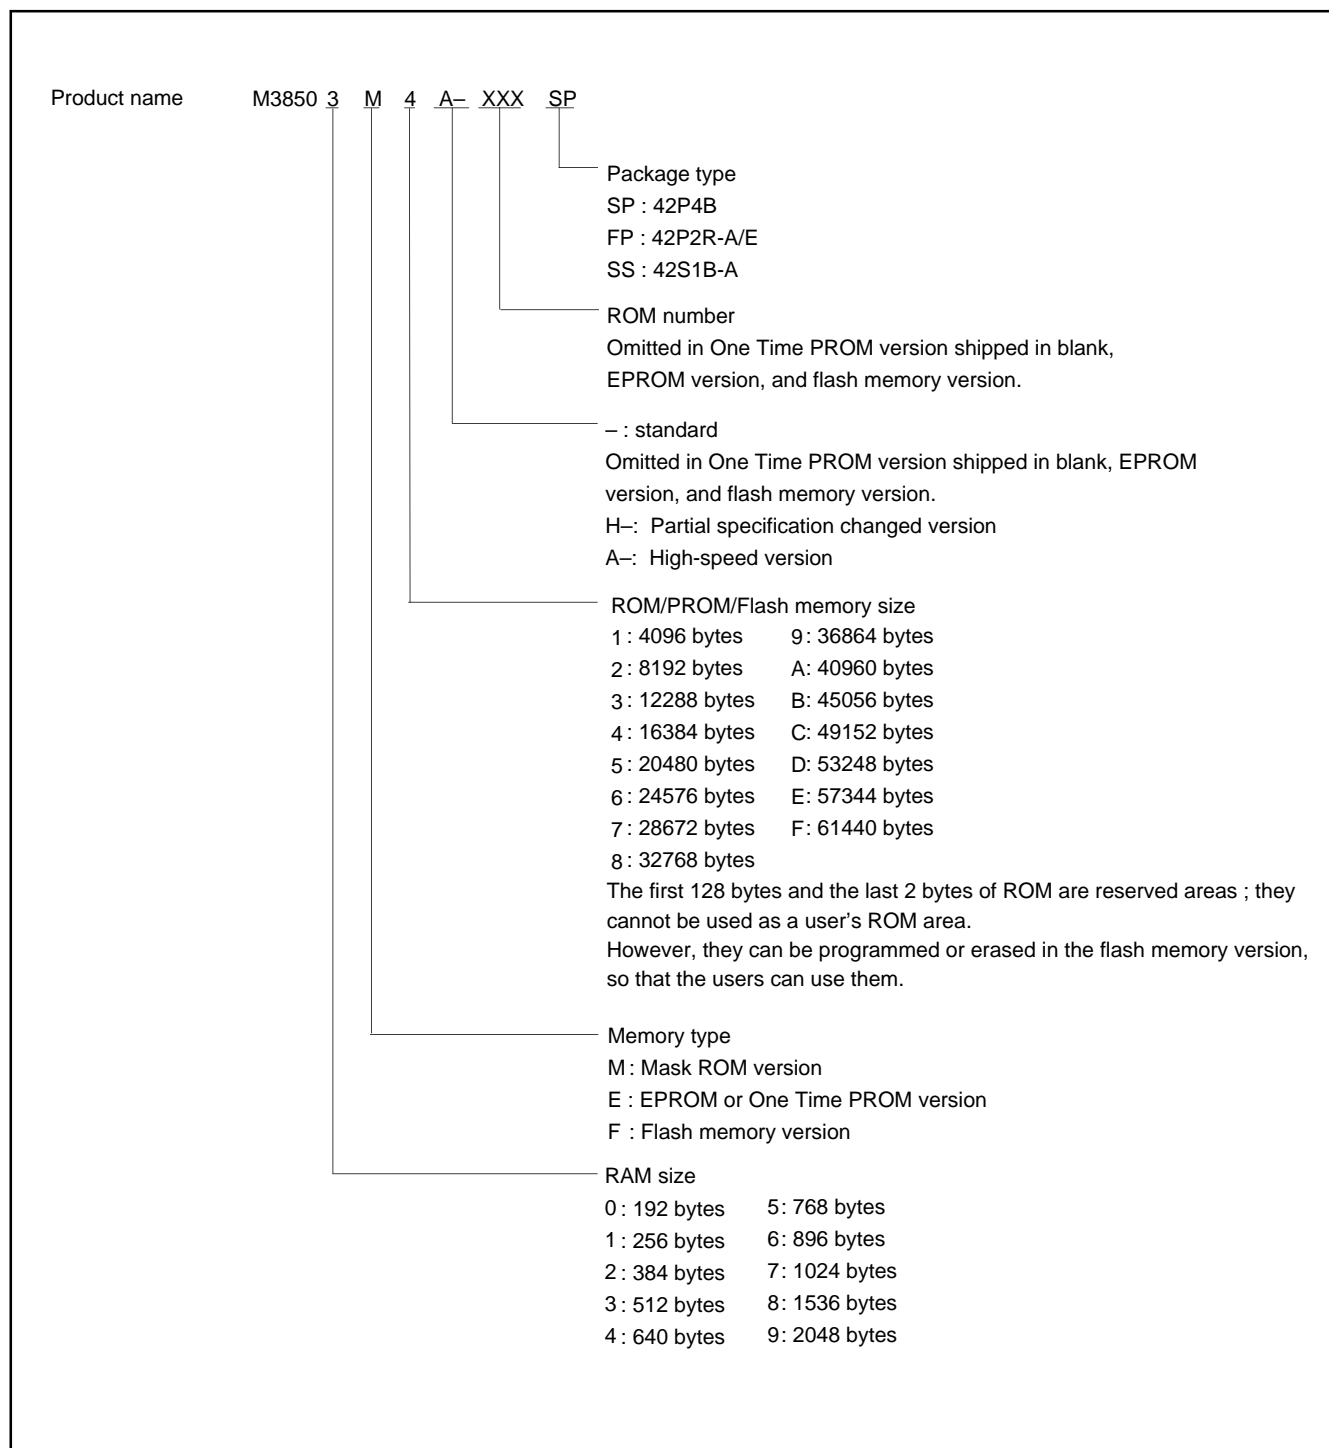 Product name M3850 3 M 4 A– XXX SP
Package type
SP : 42P4B
FP : 42P2R-A/E
SS : 42S1B-A
ROM number
Omitted in One Time PROM version shipped in blank,
EPROM version, and flash memory version.
– : standard
Omitted in One Time PROM version shipped in blank, EPROM
version, and flash memory version.
H–: Partial specification changed version
A–: High-speed version
ROM/PROM/Flash memory size
1 : 4096 bytes 9 : 36864 bytes
2 : 8192 bytes A: 40960 bytes
3 : 12288 bytes B: 45056 bytes
4 : 16384 bytes C: 49152 bytes
5 : 20480 bytes D: 53248 bytes
6 : 24576 bytes E: 57344 bytes
7 : 28672 bytes F: 61440 bytes
8 : 32768 bytes
The first 128 bytes and the last 2 bytes of ROM are reserved areas ; they
cannot be used as a user’s ROM area.
However, they can be programmed or erased in the flash memory version,
so that the users can use them.
Memory type
M : Mask ROM version
E : EPROM or One Time PROM version
F : Flash memory version
RAM size
0 : 192 bytes 5 : 768 bytes
1 : 256 bytes 6 : 896 bytes
2 : 384 bytes 7 : 1024 bytes
3 : 512 bytes 8 : 1536 bytes
4 : 640 bytes 9 : 2048 bytes